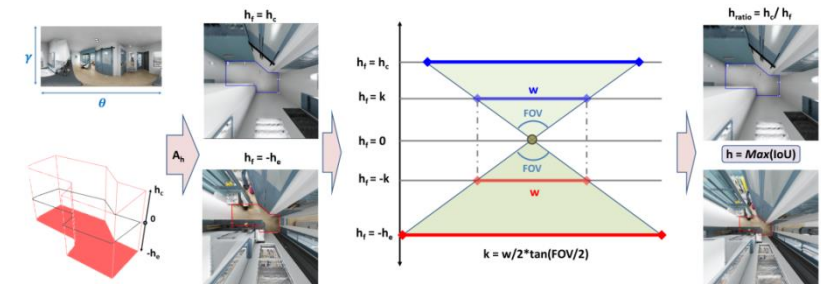 γ
θ
h_c
0
-h_e
A_h
h_f = h_c
h_f = -h_e
h_f = h_c
h_f = k
h_f = 0
h_f = -k
h_f = -h_e
w
FOV
FOV
w
k = w/2*tan(FOV/2)
h_ratio = h_c/ h_f
h = Max(IoU)